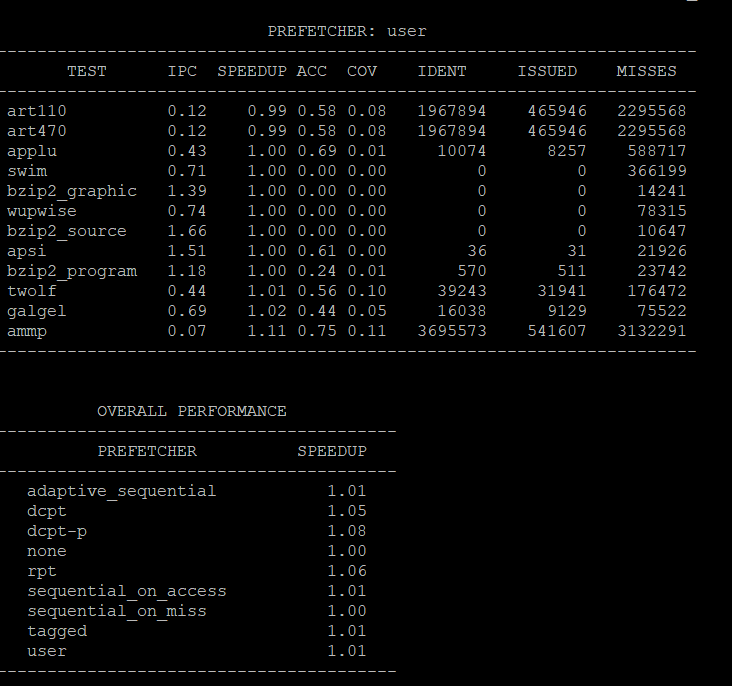 PREFETCHER: user
--------------------------------------------------------------------
TEST IPC SPEEDUP ACC COV IDENT ISSUED MISSES
--------------------------------------------------------------------
art110 0.12 0.99 0.58 0.08 1967894 465946 2295568
art470 0.12 0.99 0.58 0.08 1967894 465946 2295568
applu 0.43 1.00 0.69 0.01 10074 8257 588717
swim 0.71 1.00 0.00 0.00 0 0 366199
bzip2_graphic 1.39 1.00 0.00 0.00 0 0 14241
wupwise 0.74 1.00 0.00 0.00 0 0 78315
bzip2_source 1.66 1.00 0.00 0.00 0 0 10647
apsi 1.51 1.00 0.61 0.00 36 31 21926
bzip2_program 1.18 1.00 0.24 0.01 570 511 23742
twolf 0.44 1.01 0.56 0.10 39243 31941 176472
galgel 0.69 1.02 0.44 0.05 16038 9129 75522
ammp 0.07 1.11 0.75 0.11 3695573 541607 3132291
--------------------------------------------------------------------
OVERALL PERFORMANCE
----------------------------------------
PREFETCHER SPEEDUP
----------------------------------------
adaptive_sequential 1.01
dcpt 1.05
dcpt-p 1.08
none 1.00
rpt 1.06
sequential_on_access 1.01
sequential_on_miss 1.00
tagged 1.01
user 1.01
----------------------------------------